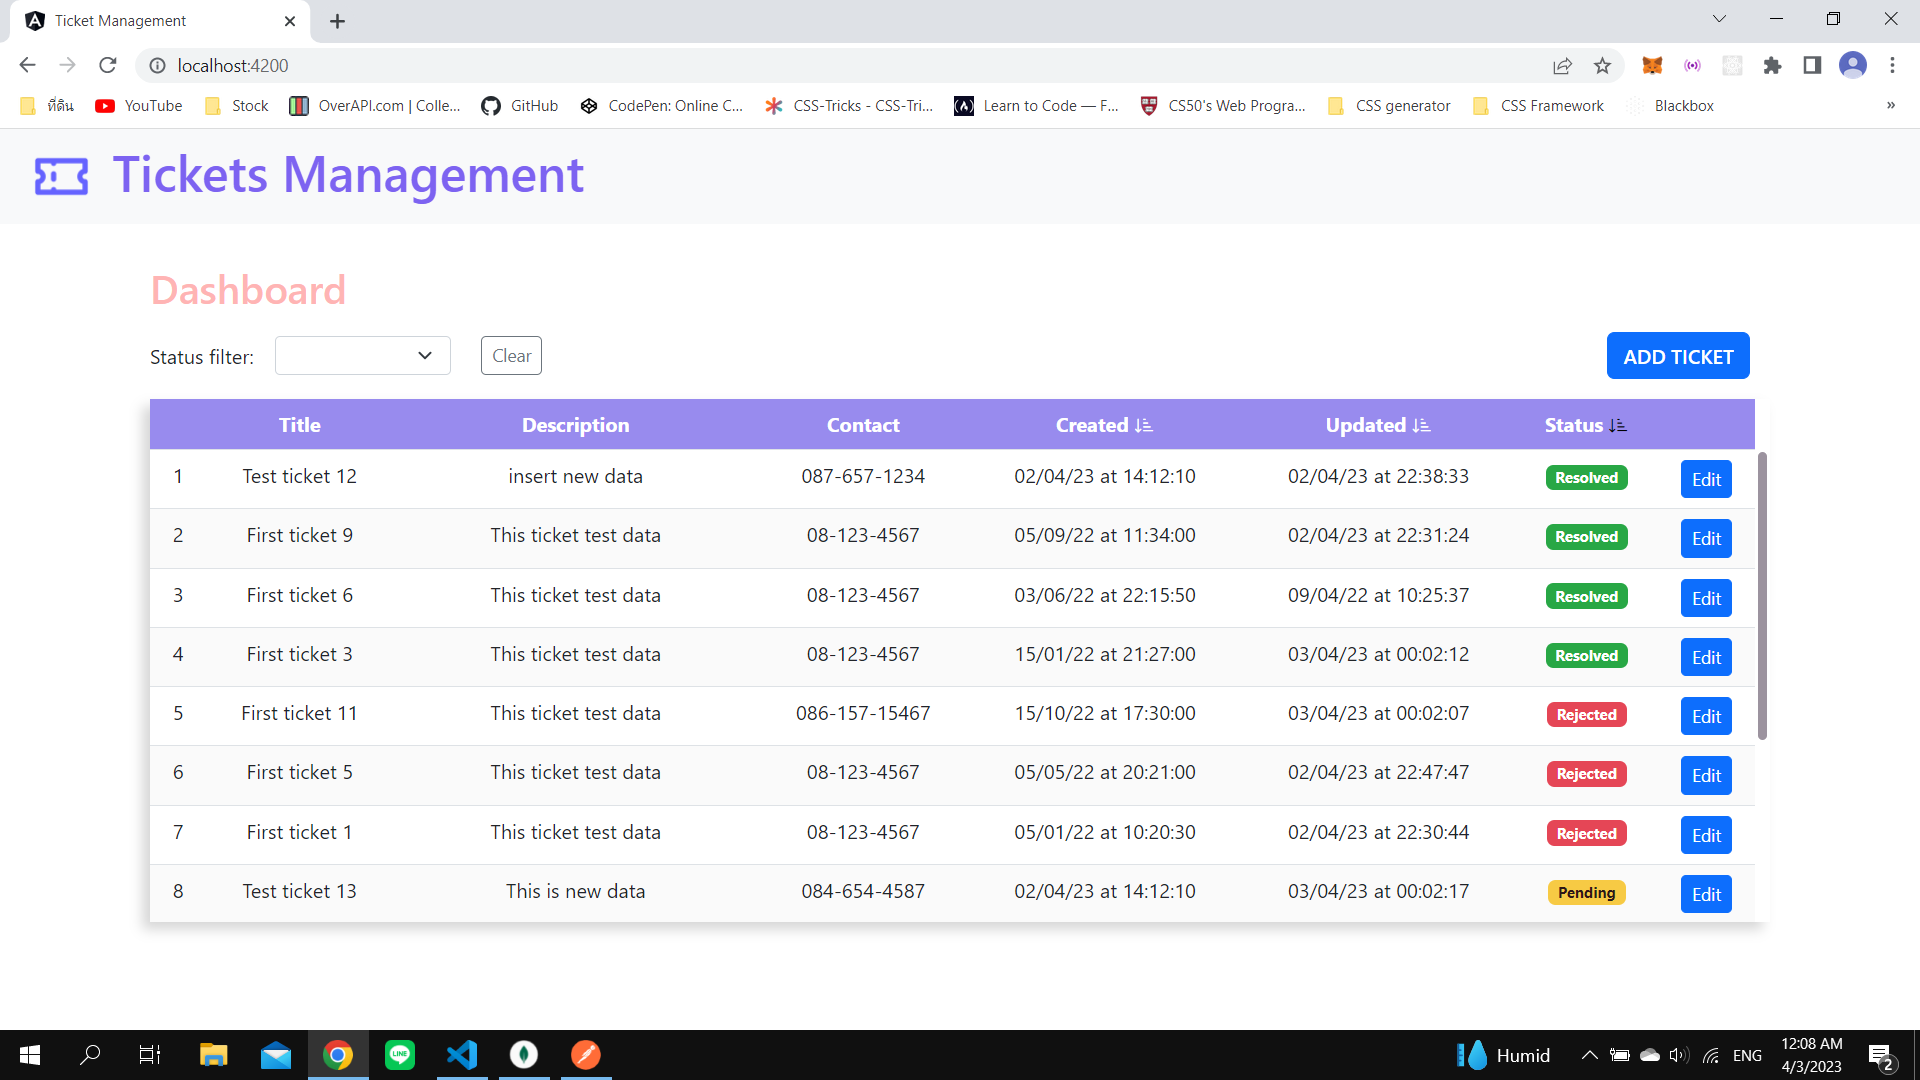 Ticket Management
localhost:4200
ที่ดิน YouTube Stock OverAPI.com | Colle... GitHub CodePen: Online C... CSS-Tricks - CSS-Tri... Learn to Code — F... CS50's Web Progra... CSS generator CSS Framework Blackbox »
Tickets Management
Dashboard
Status filter: Clear ADD TICKET
Title Description Contact Created Updated Status
1 Test ticket 12 insert new data 087-657-1234 02/04/23 at 14:12:10 02/04/23 at 22:38:33 Resolved Edit
2 First ticket 9 This ticket test data 08-123-4567 05/09/22 at 11:34:00 02/04/23 at 22:31:24 Resolved Edit
3 First ticket 6 This ticket test data 08-123-4567 03/06/22 at 22:15:50 09/04/22 at 10:25:37 Resolved Edit
4 First ticket 3 This ticket test data 08-123-4567 15/01/22 at 21:27:00 03/04/23 at 00:02:12 Resolved Edit
5 First ticket 11 This ticket test data 086-157-15467 15/10/22 at 17:30:00 03/04/23 at 00:02:07 Rejected Edit
6 First ticket 5 This ticket test data 08-123-4567 05/05/22 at 20:21:00 02/04/23 at 22:47:47 Rejected Edit
7 First ticket 1 This ticket test data 08-123-4567 05/01/22 at 10:20:30 02/04/23 at 22:30:44 Rejected Edit
8 Test ticket 13 This is new data 084-654-4587 02/04/23 at 14:12:10 03/04/23 at 00:02:17 Pending Edit
LINE Humid ENG 12:08 AM
4/3/2023 2